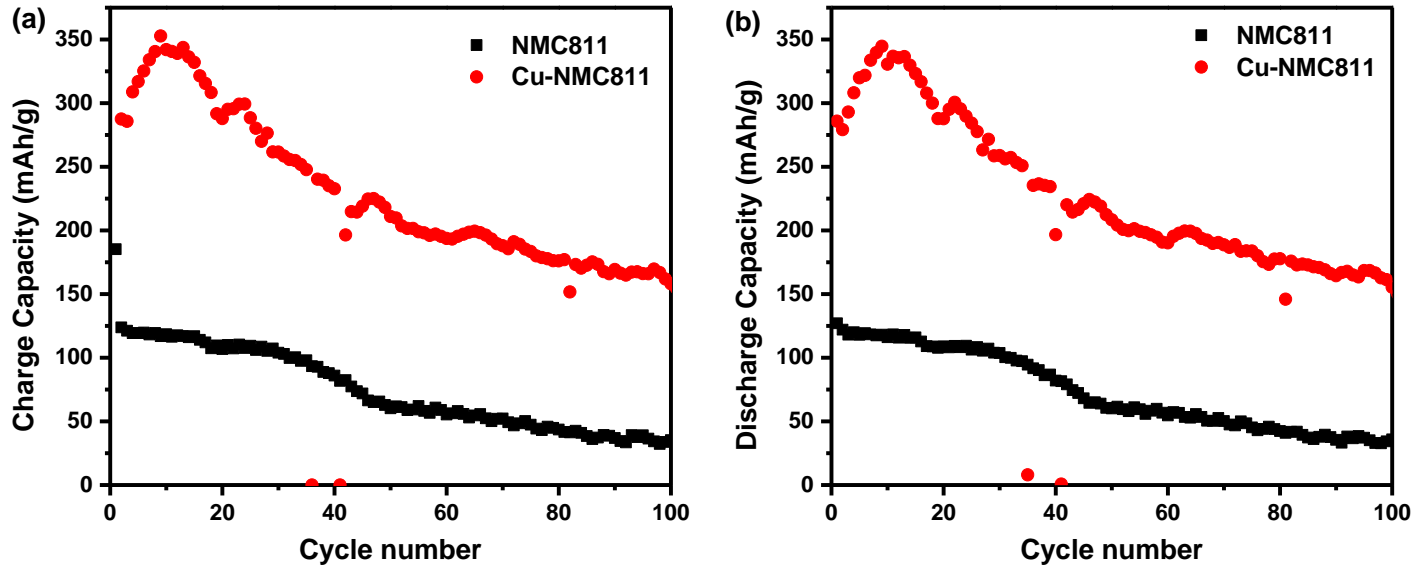 (a)
NMC811
Cu-NMC811
Charge Capacity (mAh/g)
350
300
250
200
150
100
50
0
0 20 40 60 80 100
Cycle number
(b)
NMC811
Cu-NMC811
Discharge Capacity (mAh/g)
350
300
250
200
150
100
50
0
0 20 40 60 80 100
Cycle number